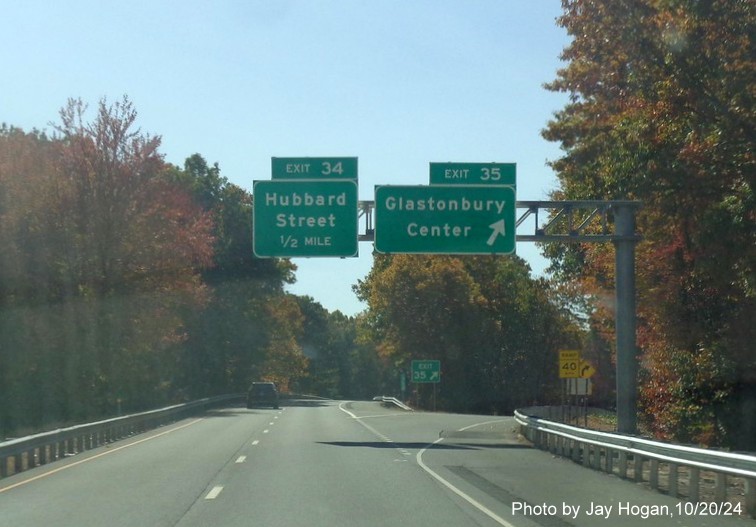 EXIT 34
Hubbard
Street
1/2 MILE
EXIT 35
Glastonbury
Center
EXIT
35
RAMP
40
Photo by Jay Hogan,10/20/24